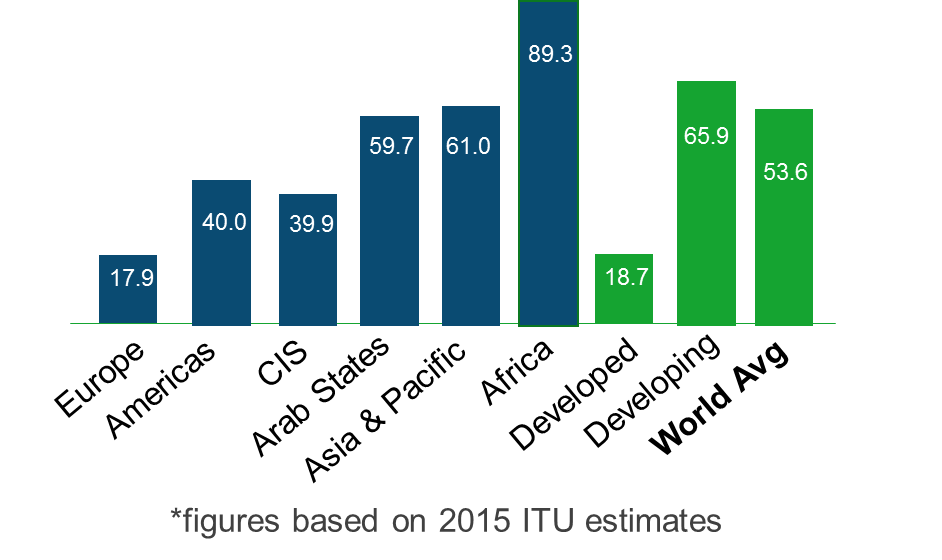 17.9
40.0
39.9
59.7
61.0
89.3
18.7
65.9
53.6
Europe
Americas
CIS
Arab States
Asia & Pacific
Africa
Developed
Developing
World Avg
*figures based on 2015 ITU estimates